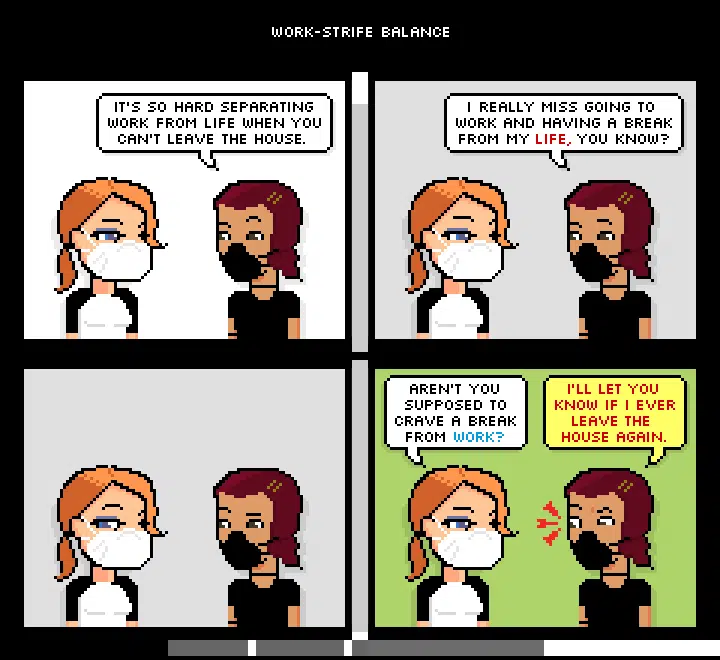 WORK-STRIFE BALANCE
IT'S SO HARD SEPARATING
WORK FROM LIFE WHEN YOU
CAN'T LEAVE THE HOUSE.
I REALLY MISS GOING TO
WORK AND HAVING A BREAK
FROM MY LIFE, YOU KNOW?
AREN'T YOU
SUPPOSED TO
CRAVE A BREAK
FROM WORK?
I'LL LET YOU
KNOW IF I EVER
LEAVE THE
HOUSE AGAIN.